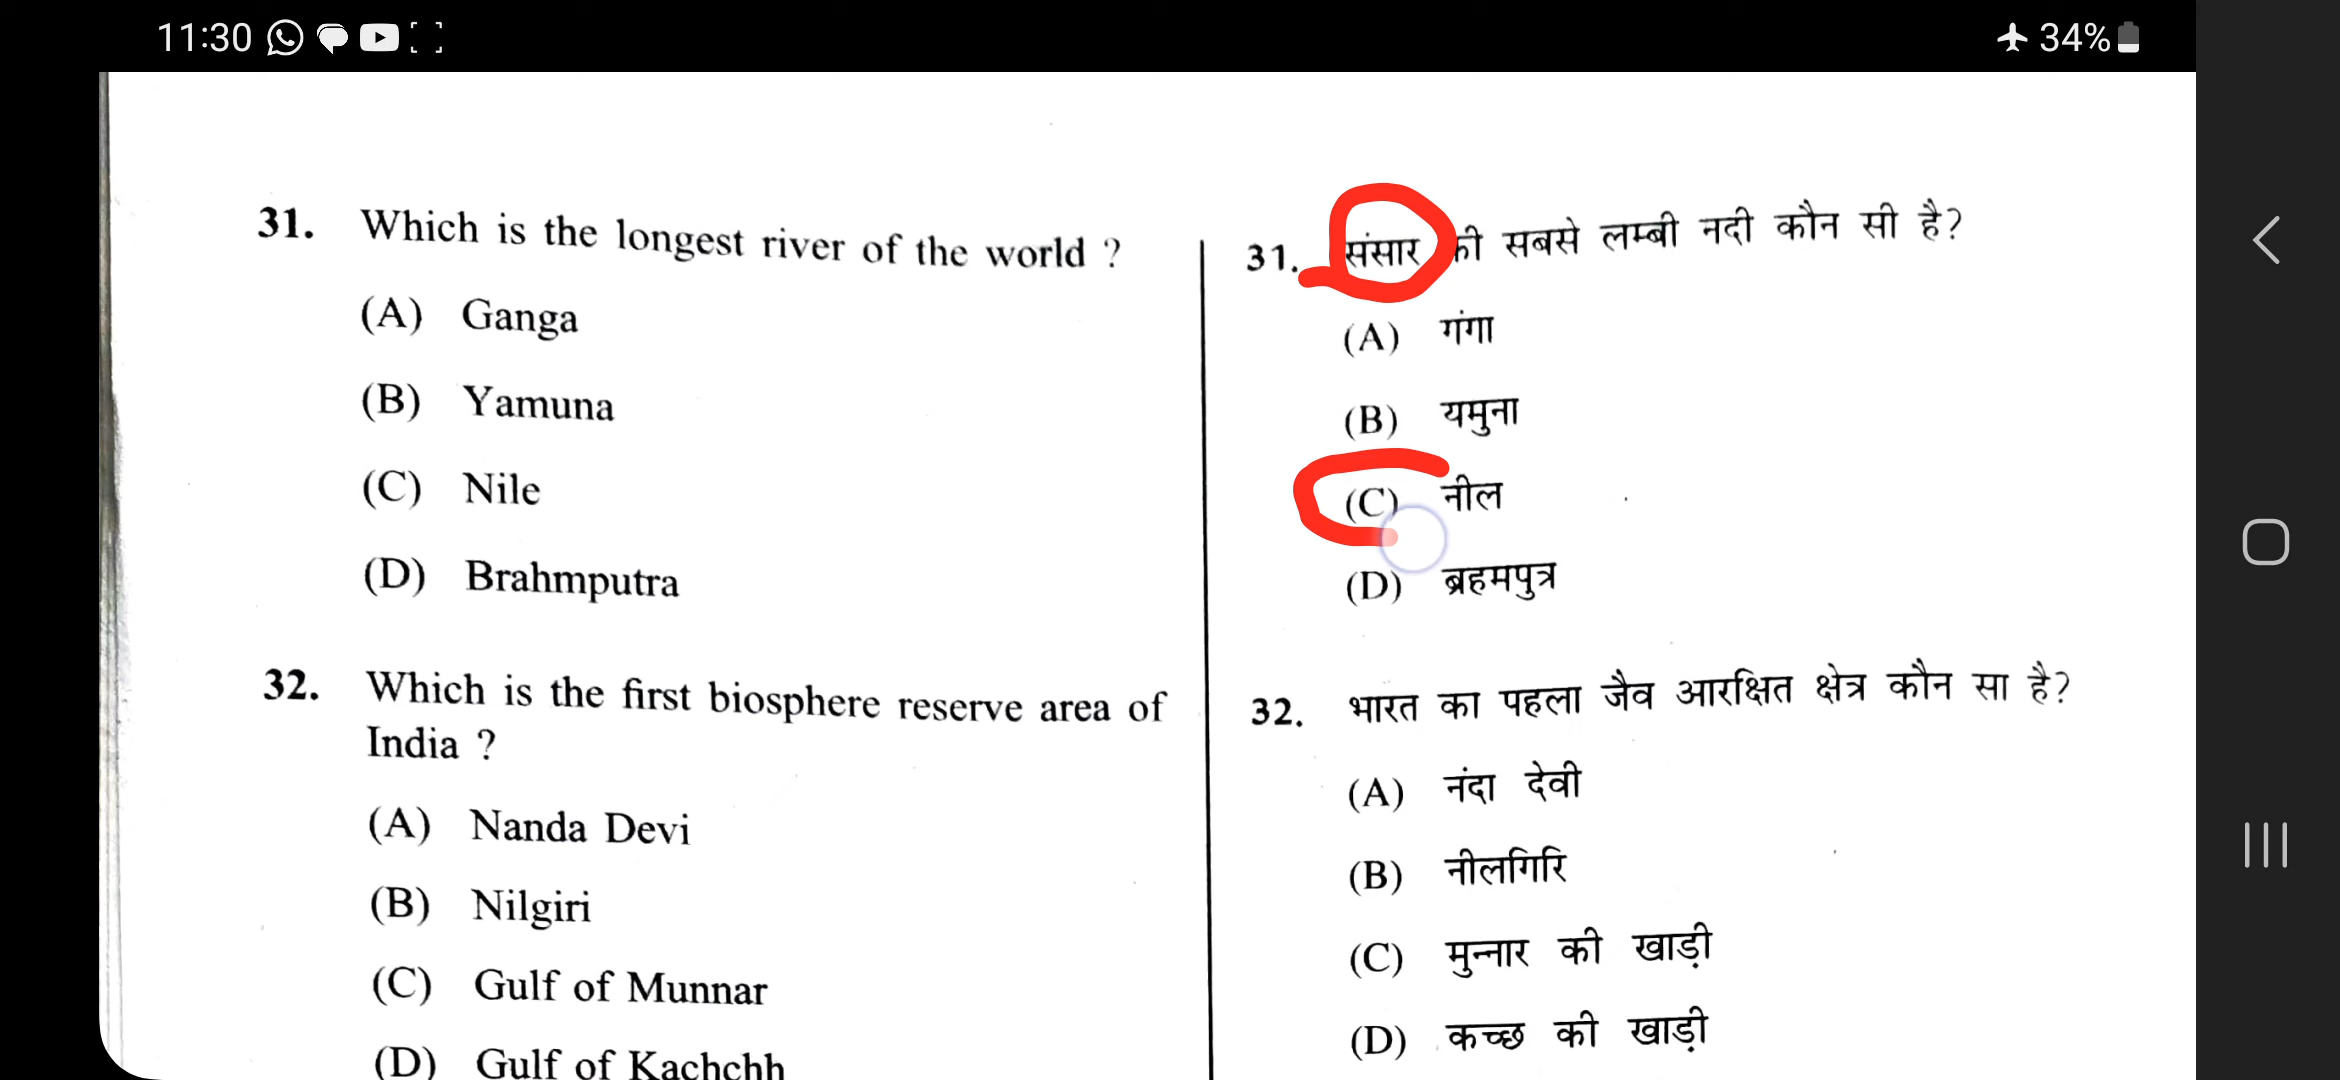 11:30
34%
31. Which is the longest river of the world ?
(A) Ganga
(B) Yamuna
(C) Nile
(D) Brahmputra
32. Which is the first biosphere reserve area of
India ?
(A) Nanda Devi
(B) Nilgiri
(C) Gulf of Munnar
(D) Gulf of Kachchh
31. संसार की सबसे लम्बी नदी कौन सी है?
(A) गंगा
(B) यमुना
(C) नील
(D) ब्रहमपुत्र
32. भारत का पहला जैव आरक्षित क्षेत्र कौन सा है?
(A) नंदा देवी
(B) नीलगिरि
(C) मुन्नार की खाड़ी
(D) कच्छ की खाड़ी